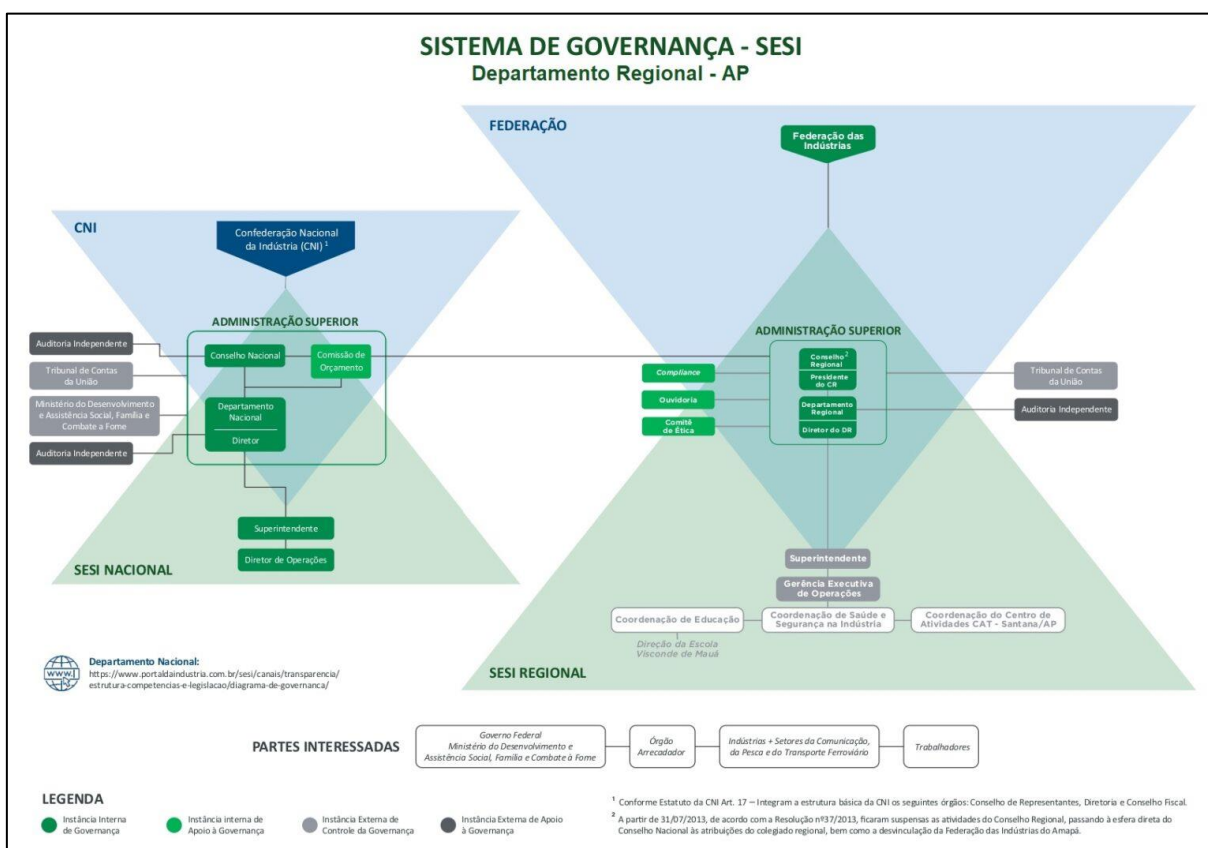 SISTEMA DE GOVERNANÇA - SESI
Departamento Regional - AP
FEDERAÇÃO
Federação das
Indústrias
CNI
Confederação Nacional
da Indústria (CNI) 1
ADMINISTRAÇÃO SUPERIOR
Auditoria Independente
Conselho Nacional
Comissão de
Orçamento
Tribunal de Contas
da União
Ministério do Desenvolvimento
e Assistência Social, Família e
Combate a Fome
Departamento
Nacional
Diretor
Auditoria Independente
Superintendente
Diretor de Operações
SESI NACIONAL
ADMINISTRAÇÃO SUPERIOR
Conselho 2
Regional
Presidente
do CR
Compliance
Ouvidoria
Comitê
de Ética
Departamento
Regional
Diretor do DR
Tribunal de Contas
da União
Auditoria Independente
Superintendente
Gerência Executiva
de Operações
Coordenação de Educação
Coordenação de Saúde e
Segurança na Indústria
Coordenação do Centro de
Atividades CAT - Santana/AP
Direção da Escola
Visconde de Mauá
SESI REGIONAL
www.
Departamento Nacional:
https://www.portaldaindustria.com.br/sesi/canais/transparencia/
estrutura-competencias-e-legislacao/diagrama-de-governanca/
PARTES INTERESSADAS
Governo Federal
Ministério do Desenvolvimento e
Assistência Social, Família e Combate à Fome
Órgão
Arrecadador
Indústrias + Setores da Comunicação,
da Pesca e do Transporte Ferroviário
Trabalhadores
LEGENDA
Instância Interna
de Governança
Instância interna de
Apoio à Governança
Instância Externa de
Controle da Governança
Instância Externa de Apoio
à Governança
1 Conforme Estatuto da CNI Art. 17 – Integram a estrutura básica da CNI os seguintes órgãos: Conselho de Representantes, Diretoria e Conselho Fiscal.
2 A partir de 31/07/2013, de acordo com a Resolução nº37/2013, ficaram suspensas as atividades do Conselho Regional, passando à esfera direta do
Conselho Nacional às atribuições do colegiado regional, bem como a desvinculação da Federação das Indústrias do Amapá.